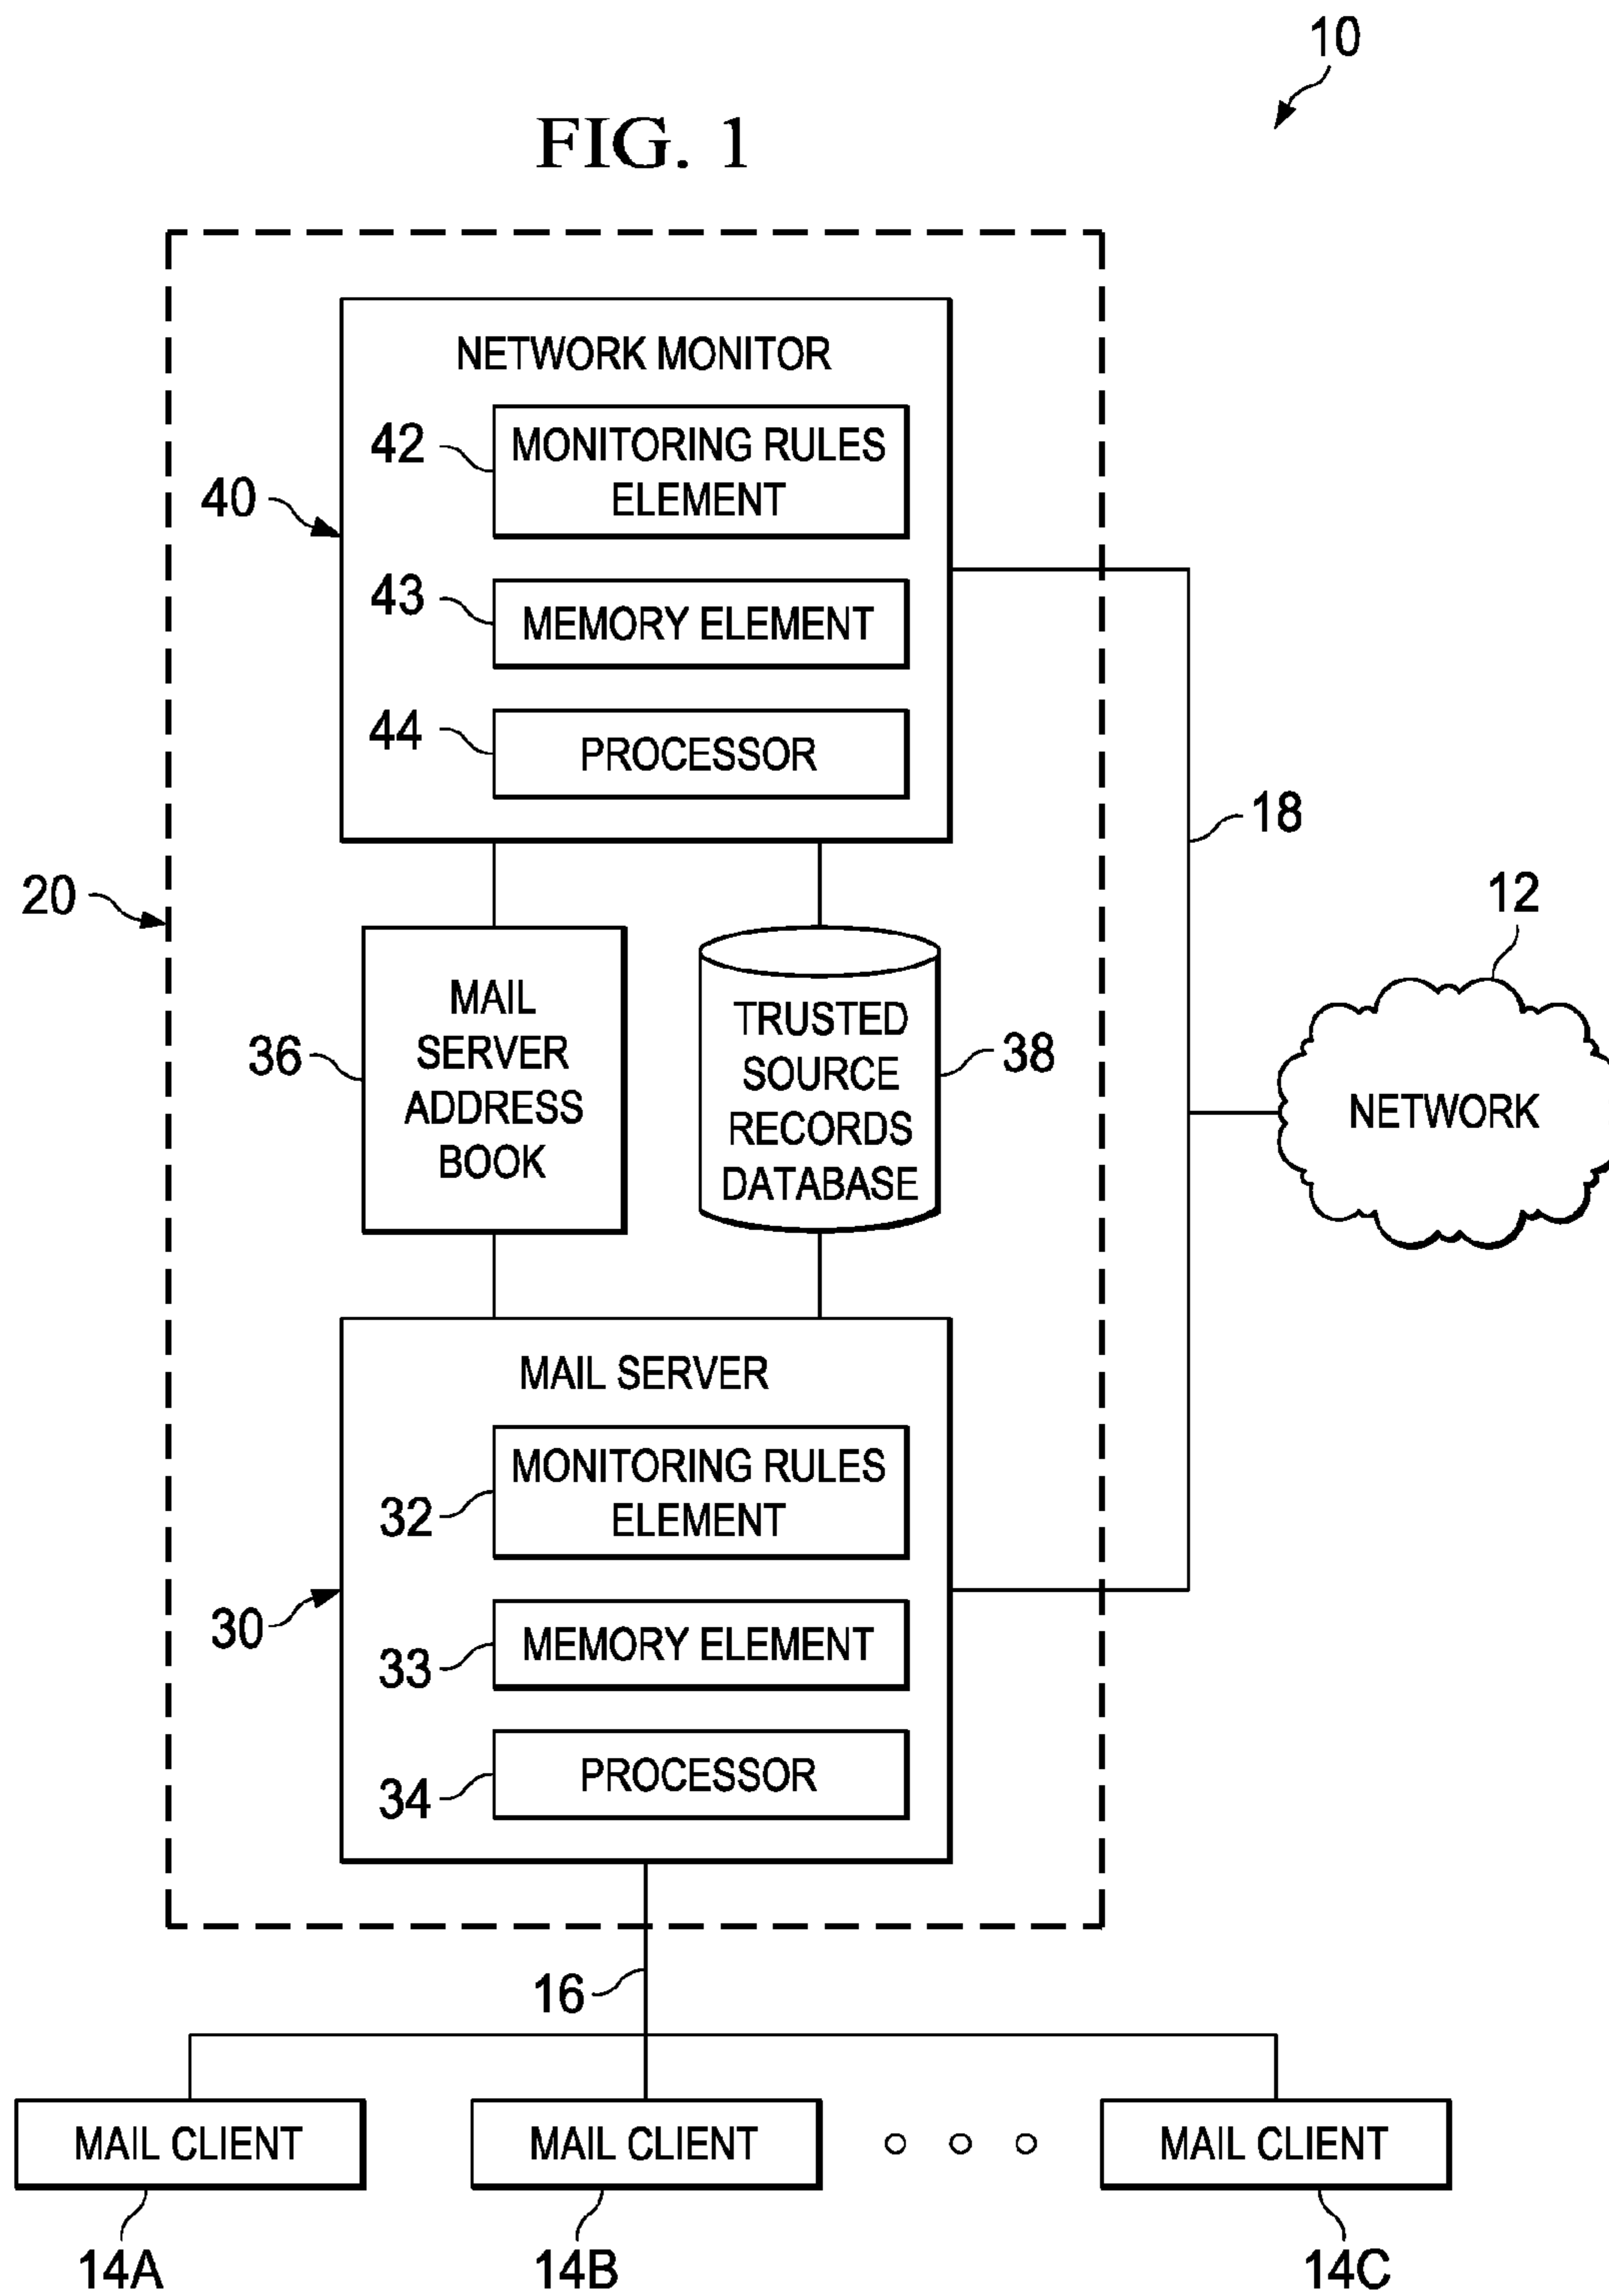 10
FIG. 1
NETWORK MONITOR
42
MONITORING RULES
ELEMENT
40
43
MEMORY ELEMENT
44
PROCESSOR
18
20
12
MAIL
SERVER
ADDRESS
BOOK
36
TRUSTED
SOURCE
RECORDS
DATABASE
38
NETWORK
MAIL SERVER
MONITORING RULES
ELEMENT
32
30
MEMORY ELEMENT
33
PROCESSOR
34
16
MAIL CLIENT
MAIL CLIENT
MAIL CLIENT
14A
14B
14C